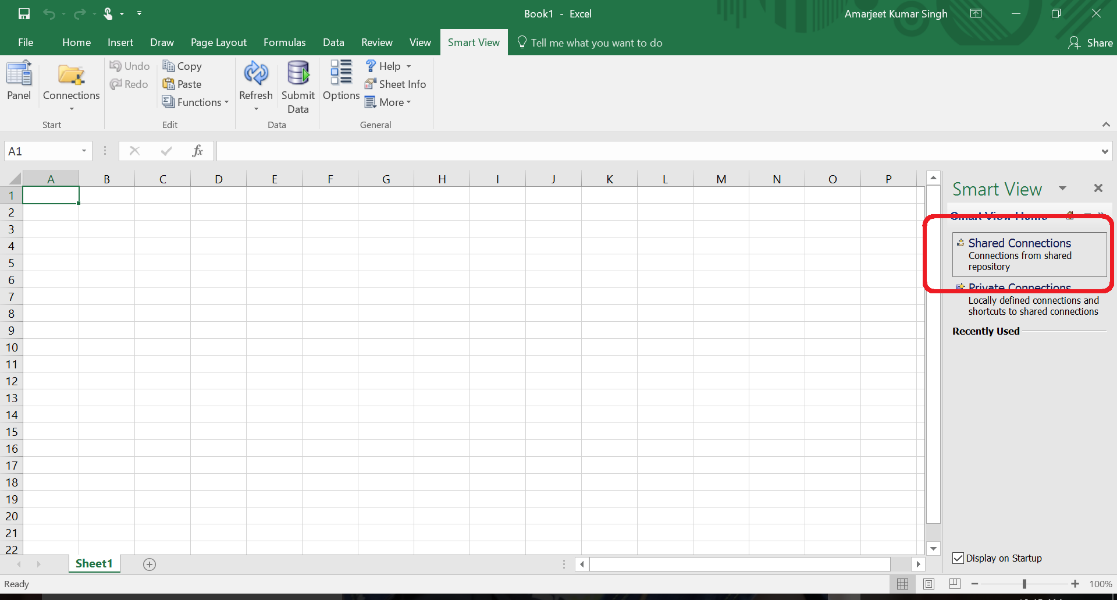 Book1 - Excel
Amarjeet Kumar Singh
File Home Insert Draw Page Layout Formulas Data Review View Smart View Tell me what you want to do Share
Panel
Connections
Start
Undo
Redo
Copy
Paste
Functions
Edit
Refresh
Submit
Data
Data
Options
Help
Sheet Info
More
General
A1
fx
A B C D E F G H I J K L M N O P
1
2
3
4
5
6
7
8
9
10
11
12
13
14
15
16
17
18
19
20
21
22
Smart View
Smart View Home
Shared Connections
Connections from shared
repository
Private Connections
Locally defined connections and
shortcuts to shared connections
Recently Used
Display on Startup
Sheet1
Ready
100%